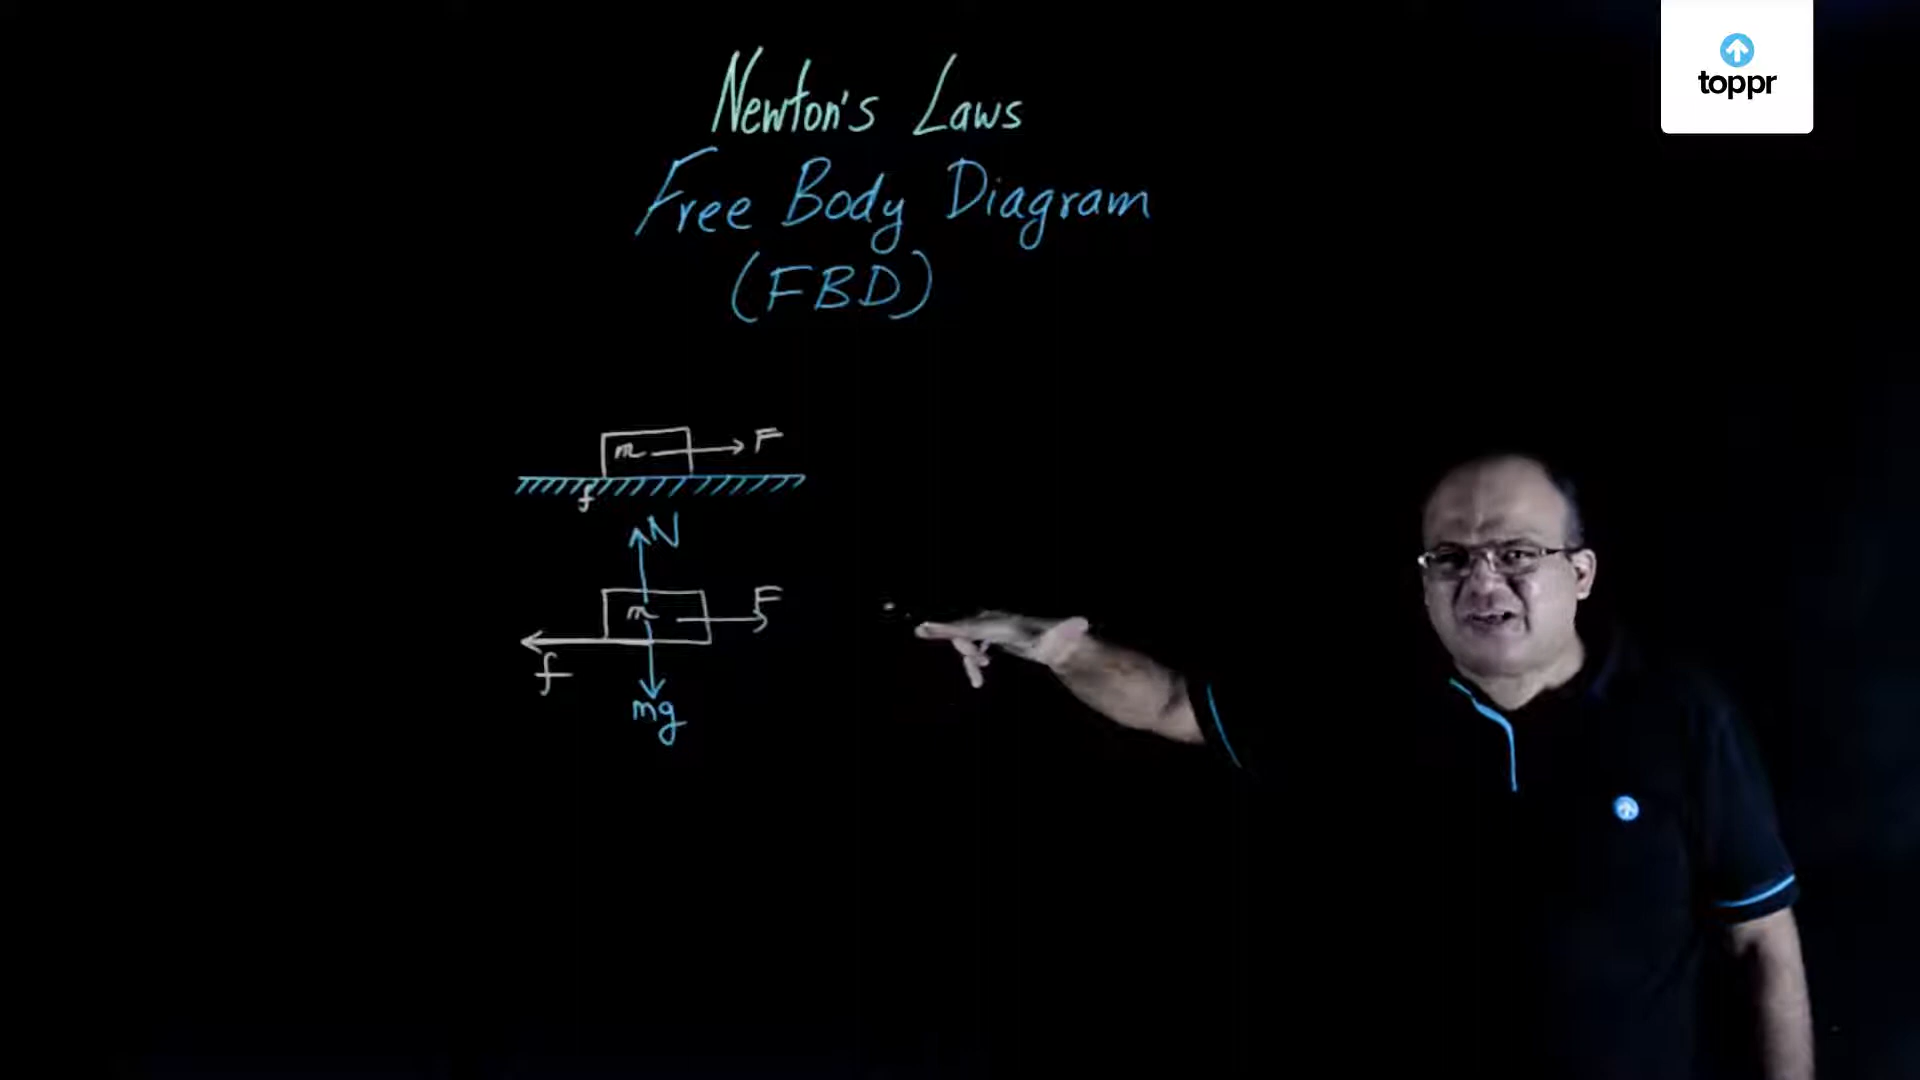 toppr
Newton's Laws
Free Body Diagram
(FBD)
m F
f
N
m F
f
mg